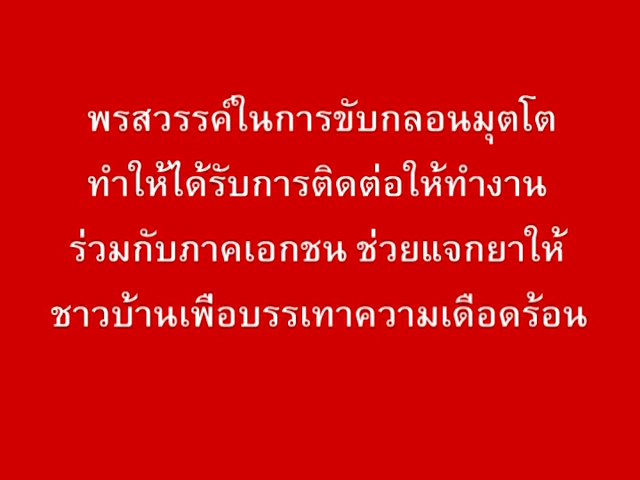 พรสวรรค์ในการขับกลอนมุตโต
ทำให้ได้รับการติดต่อให้ทำงาน
ร่วมกับภาคเอกชน ช่วยแจกยาให้
ชาวบ้านเพื่อบรรเทาความเดือดร้อน